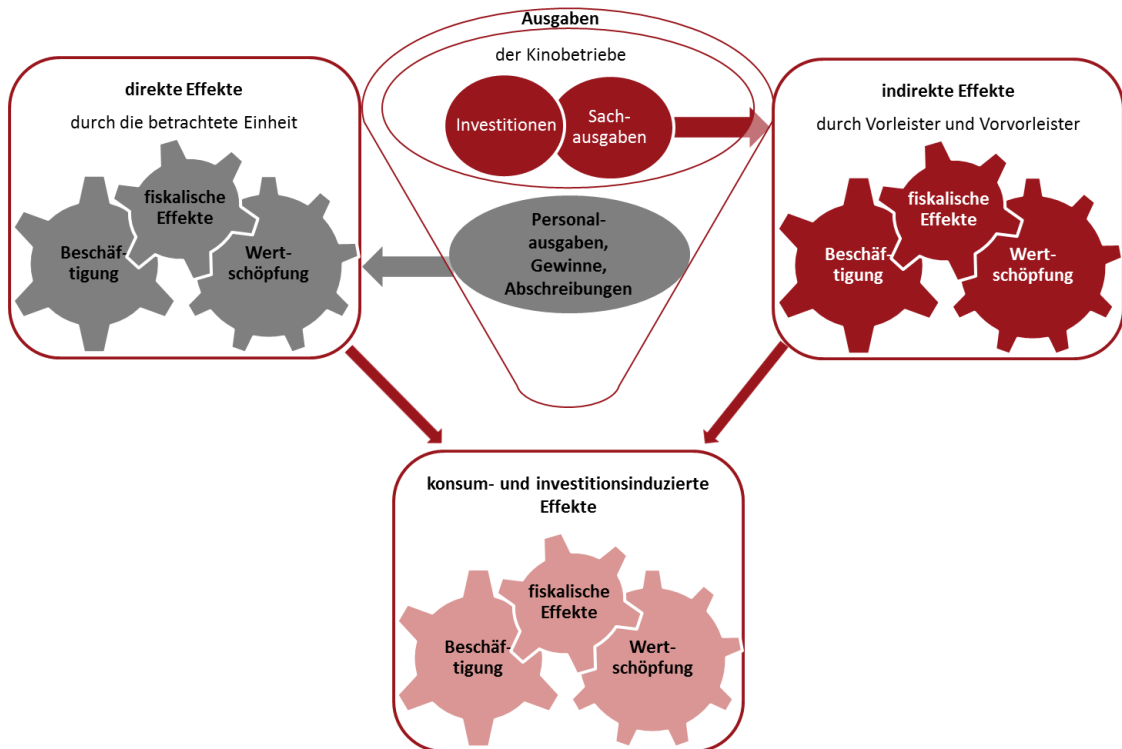 Ausgaben
der Kinobetriebe
Investitionen
Sach-
ausgaben
Personal-
ausgaben,
Gewinne,
Abschreibungen
direkte Effekte
durch die betrachtete Einheit
fiskalische
Effekte
Beschäf-
tigung
Wert-
schöpfung
indirekte Effekte
durch Vorleister und Vorvorleister
fiskalische
Effekte
Beschäf-
tigung
Wert-
schöpfung
konsum- und investitionsinduzierte
Effekte
fiskalische
Effekte
Beschäf-
tigung
Wert-
schöpfung